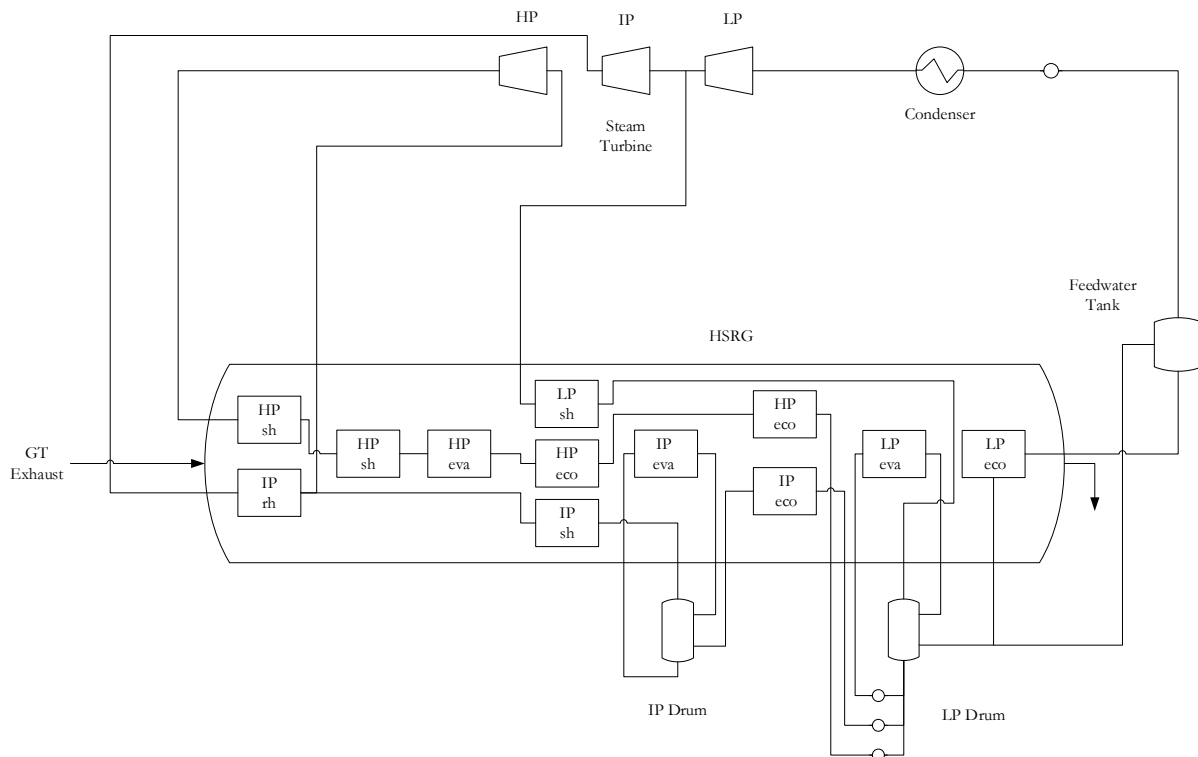 HP
IP
LP
Steam
Turbine
Condenser
Feedwater
Tank
HSRG
GT
Exhaust
HP
sh
IP
rh
HP
sh
HP
eva
LP
sh
HP
eco
IP
sh
IP
eva
HP
eco
IP
eco
LP
eva
LP
eco
IP Drum
LP Drum